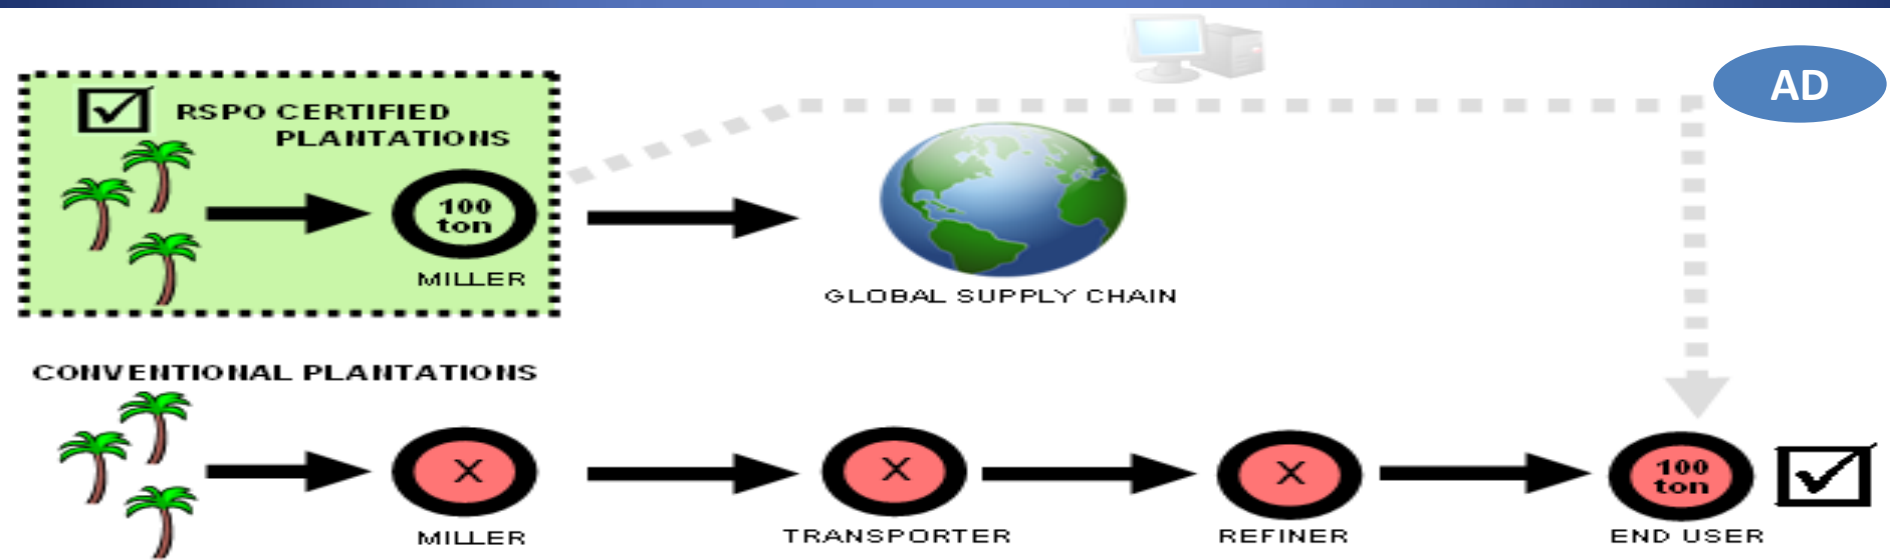 AD
RSPO CERTIFIED
PLANTATIONS
100
ton
MILLER
GLOBAL SUPPLY CHAIN
CONVENTIONAL PLANTATIONS
X
X
X
100
ton
MILLER
TRANSPORTER
REFINER
END USER